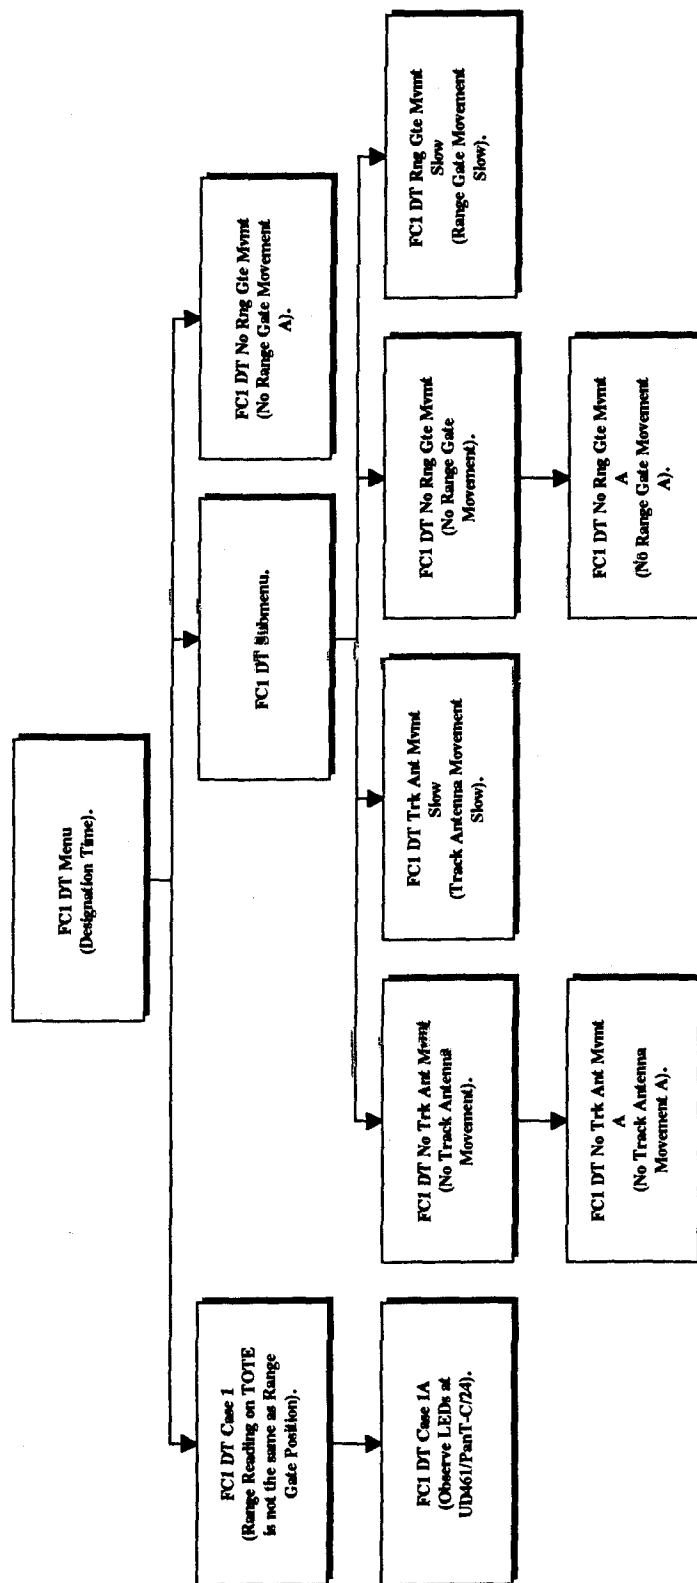 FC1 DT Menu
(Designation Time).
FC1 DT Case 1
(Range Reading on TOTE
is not the same as Range
Gate Position).
FC1 DT Submenu.
FC1 DT No Rng Gte Mvmt
(No Range Gate Movement
A).
FC1 DT Case 1A
(Observe LEDs at
UD461/PanT-C/24).
FC1 DT No Trk Ant Mvmt
(No Track Antenna
Movement).
FC1 DT Trk Ant Mvmt
Slow
(Track Antenna Movement
Slow).
FC1 DT No Rng Gte Mvmt
(No Range Gate
Movement).
FC1 DT Rng Gte Mvmt
Slow
(Range Gate Movement
Slow).
FC1 DT No Trk Ant Mvmt
A
(No Track Antenna
Movement A).
FC1 DT No Rng Gte Mvmt
A
(No Range Gate Movement
A).